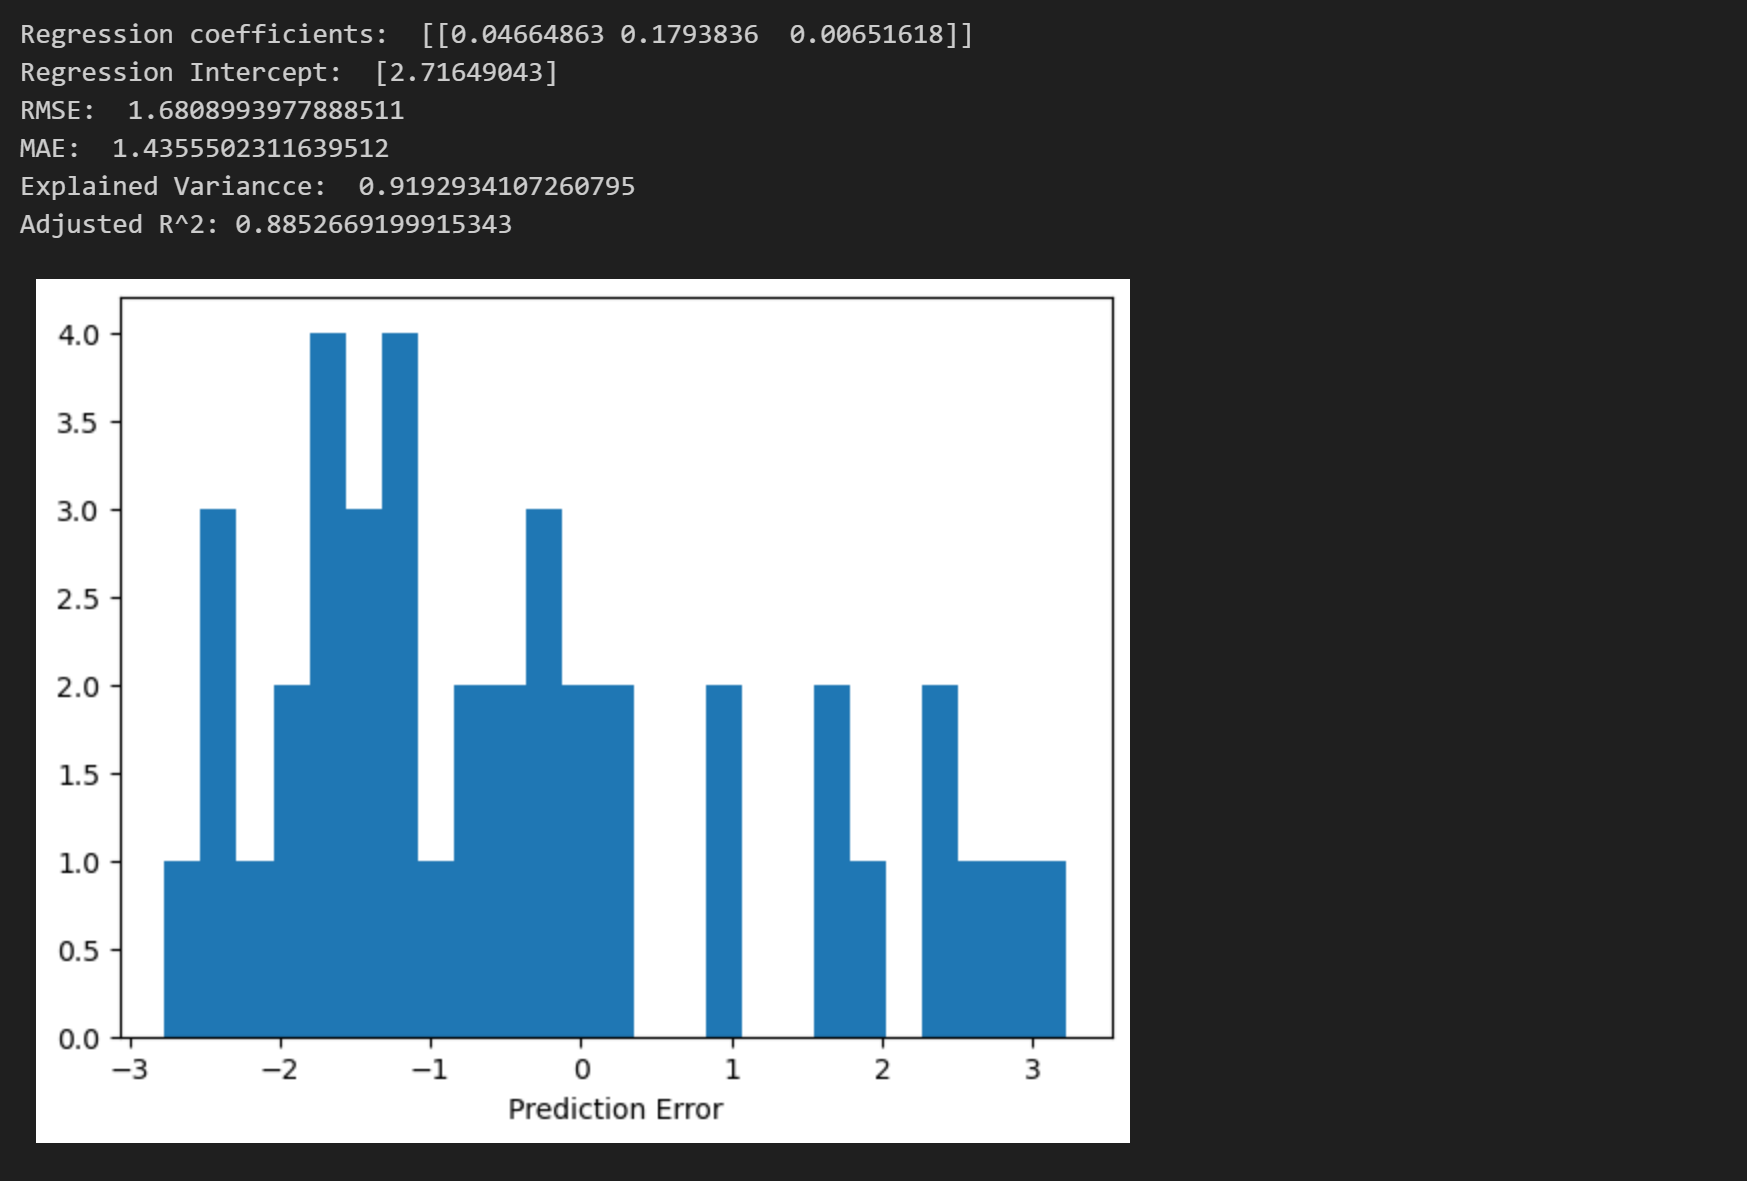 Regression coefficients:  [[0.04664863 0.1793836  0.00651618]]
Regression Intercept:  [2.71649043]
RMSE:  1.6808993977888511
MAE:  1.4355502311639512
Explained Variancce:  0.9192934107260795
Adjusted R^2: 0.8852669199915343
4.0
3.5
3.0
2.5
2.0
1.5
1.0
0.5
0.0
−3 −2 −1 0 1 2 3
Prediction Error